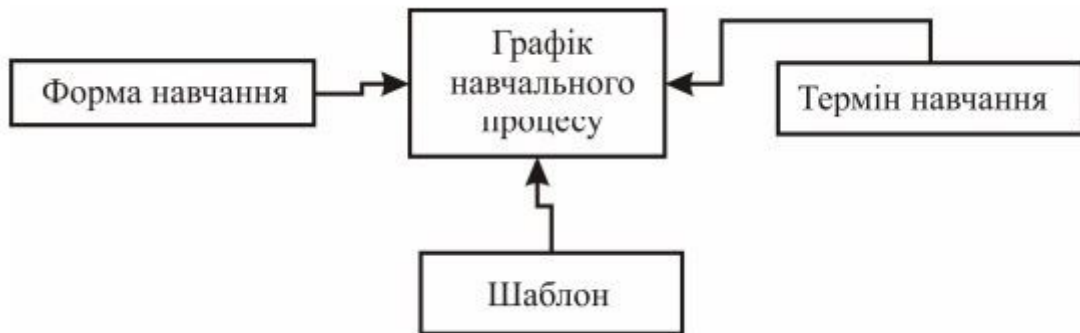 Графік
навчального
процесу
Форма навчання
Термін навчання
Шаблон